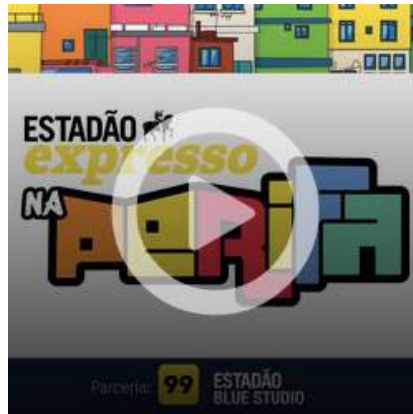 ESTADÃO
expresso
NA
PERIFA
Parceria: 99 ESTADÃO
BLUE STUDIO